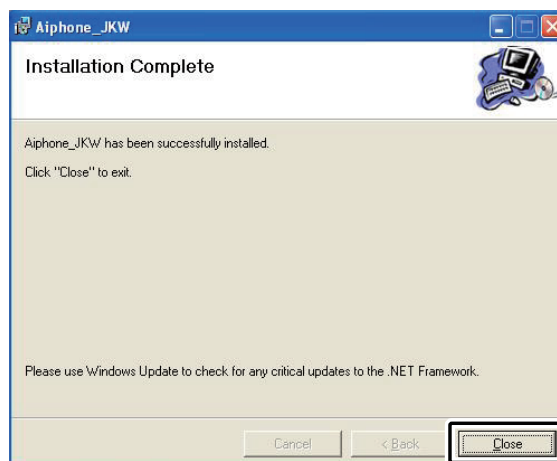 Aiphone_JKW
Installation Complete
Aiphone_JKW has been successfully installed.
Click "Close" to exit.
Please use Windows Update to check for any critical updates to the .NET Framework.
Cancel
< Back
Close